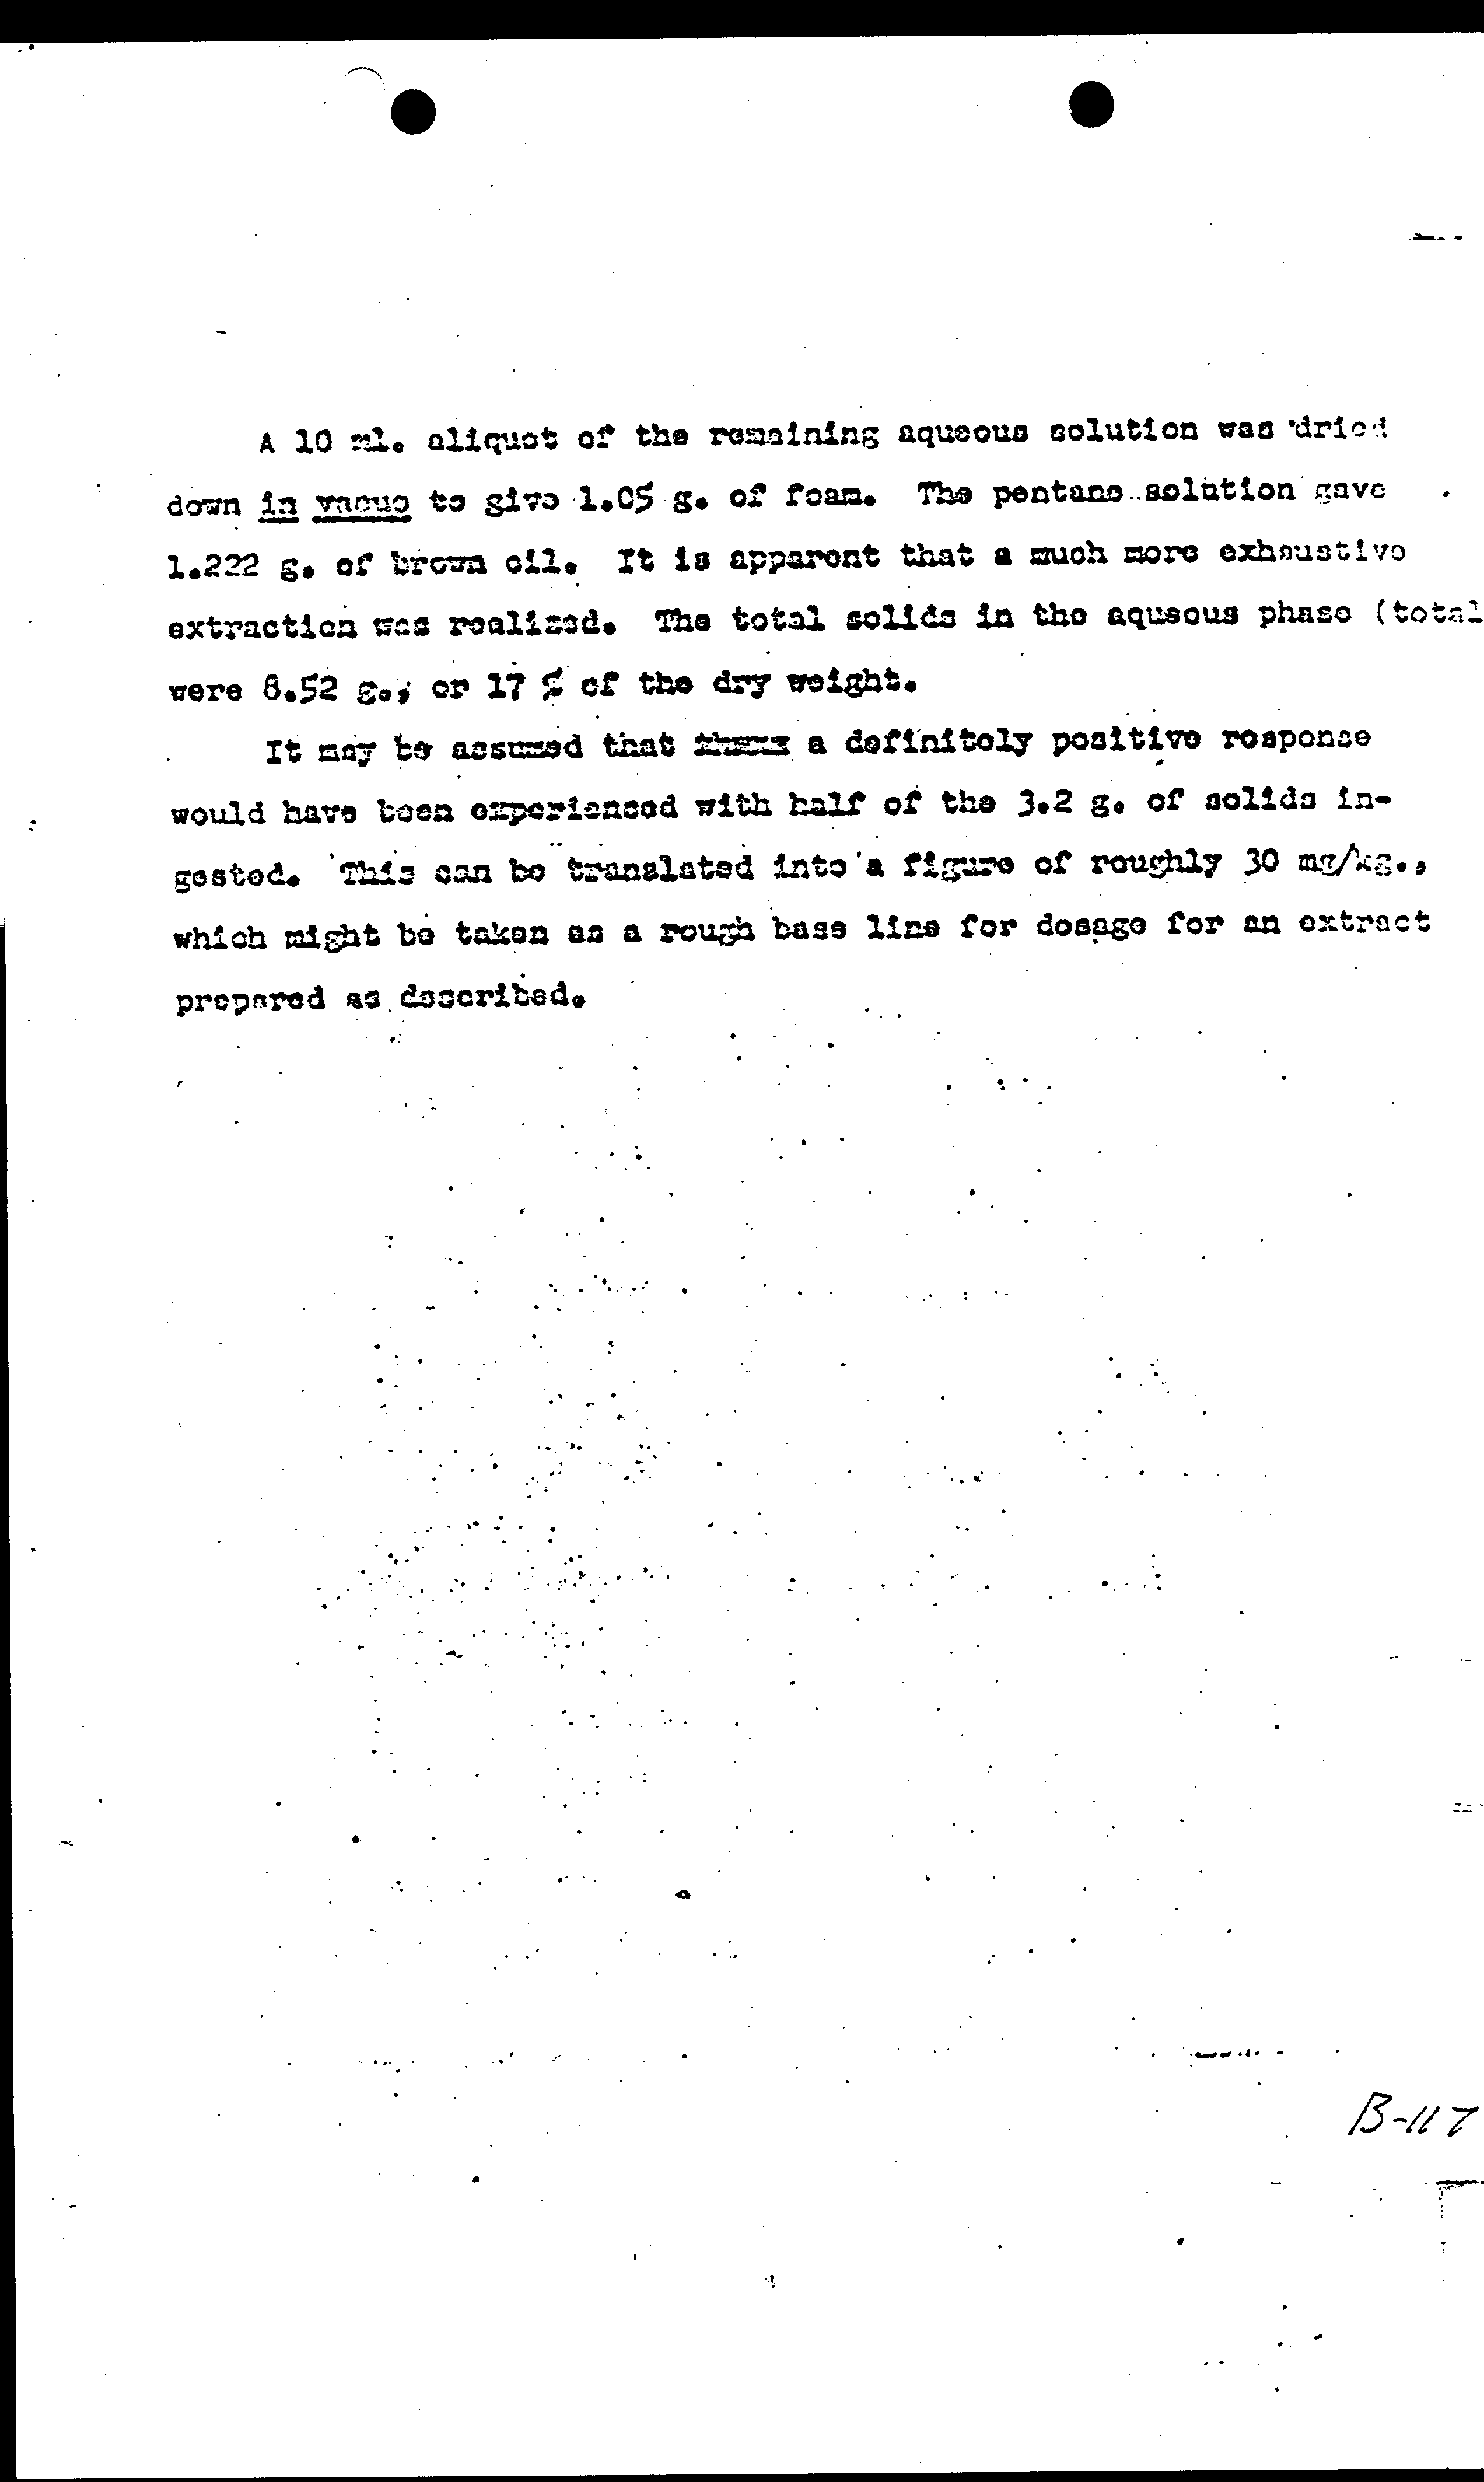 A 10 ml. aliquot of the remaining aqueous solution was dried
down in vacuo to give 1.05 g. of foam. The pentane solution gave
1.222 g. of brown oil. It is apparent that a much more exhaustive
extraction was realized. The total solids in the aqueous phase (total
were 8.52 g., or 17 % of the dry weight.
It may be assumed that a definitely positive response
would have been experienced with half of the 3.2 g. of solids in-
gested. This can be translated into a figure of roughly 30 mg/kg.,
which might be taken as a rough base line for dosage for an extract
prepared as described.
B-117